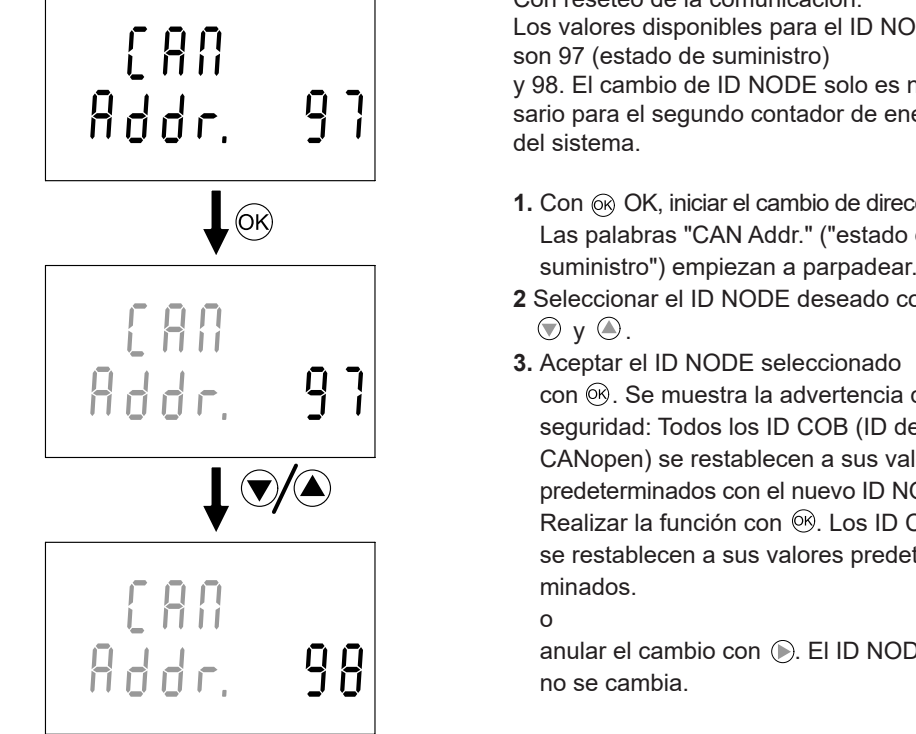 CAN
Addr. 97
OK
CAN
Addr. 97
/
CAN
Addr. 98
Con reseteo de la comunicación.
Los valores disponibles para el ID NO
son 97 (estado de suministro)
y 98. El cambio de ID NODE solo es n
sario para el segundo contador de ene
del sistema.
1. Con OK OK, iniciar el cambio de direc
Las palabras "CAN Addr." ("estado
suministro") empiezan a parpadear.
2 Seleccionar el ID NODE deseado co
y .
3. Aceptar el ID NODE seleccionado
con OK. Se muestra la advertencia
seguridad: Todos los ID COB (ID de
CANopen) se restablecen a sus val
predeterminados con el nuevo ID NO
Realizar la función con OK. Los ID C
se restablecen a sus valores predet
minados.
o
anular el cambio con . El ID NOD
no se cambia.